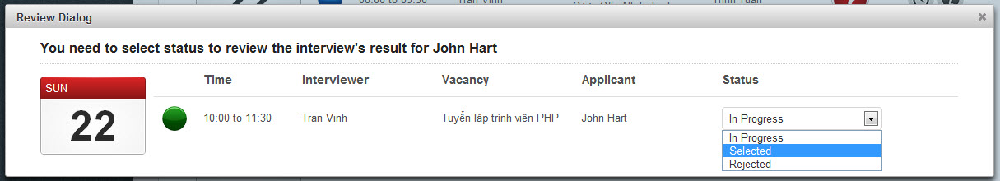 Review Dialog
You need to select status to review the interview's result for John Hart
SUN
22
Time Interviewer Vacancy Applicant Status
10:00 to 11:30 Tran Vinh Tuyển lập trình viên PHP John Hart In Progress
In Progress
Selected
Rejected